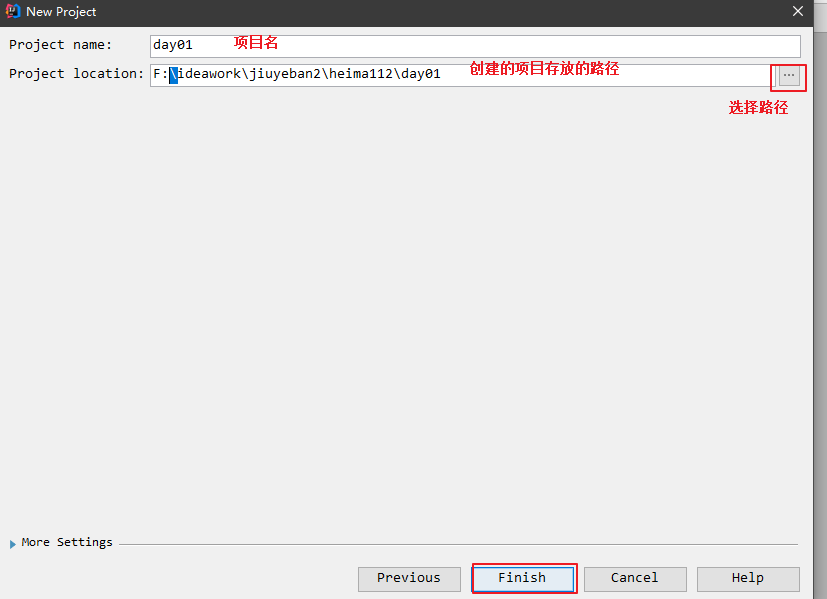 New Project
Project name: day01 项目名
Project location: F:\ideawork\jiuyeban2\heima112\day01 创建的项目存放的路径 ...
选择路径
More Settings
Previous Finish Cancel Help